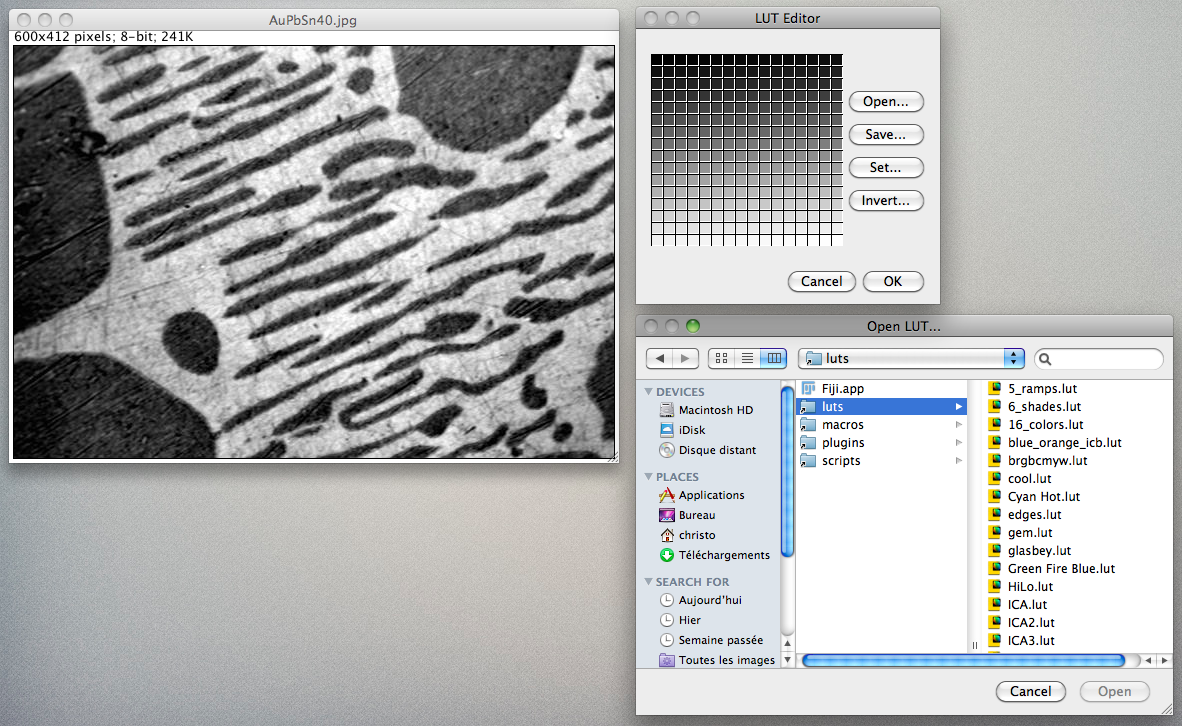 AuPbSn40.jpg
600x412 pixels; 8-bit; 241K
LUT Editor
Open...
Save...
Set...
Invert...
Cancel
OK
Open LUT...
luts
DEVICES
Macintosh HD
iDisk
Disque distant
PLACES
Applications
Bureau
christo
Téléchargements
SEARCH FOR
Aujourd'hui
Hier
Semaine passée
Toutes les images
Fiji.app
luts
macros
plugins
scripts
5_ramps.lut
6_shades.lut
16_colors.lut
blue_orange_icb.lut
brgbcmyw.lut
cool.lut
Cyan Hot.lut
edges.lut
gem.lut
glasbey.lut
Green Fire Blue.lut
HiLo.lut
ICA.lut
ICA2.lut
ICA3.lut
Cancel
Open